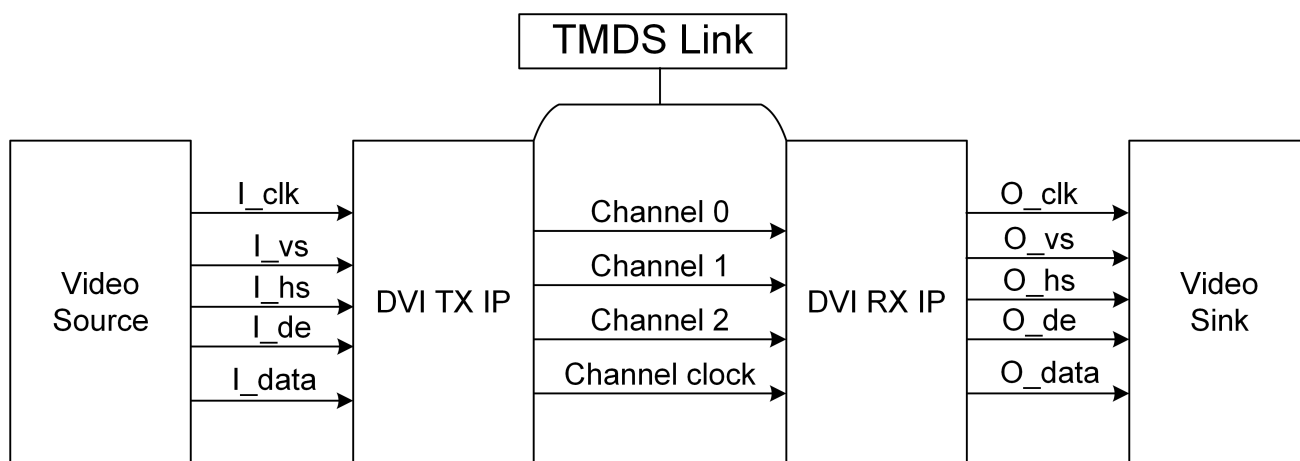 TMDS Link
Video
Source
I_clk
I_vs
I_hs
I_de
I_data
DVI TX IP
Channel 0
Channel 1
Channel 2
Channel clock
DVI RX IP
O_clk
O_vs
O_hs
O_de
O_data
Video
Sink